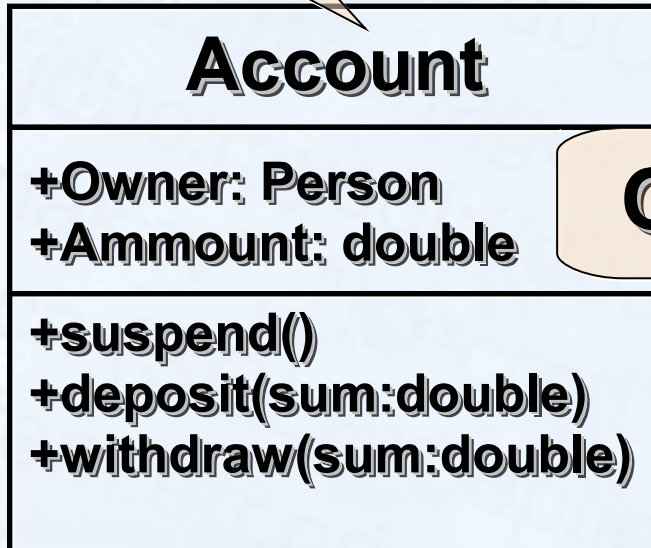 Account
+Owner: Person
+Ammount: double
+suspend()
+deposit(sum:double)
+withdraw(sum:double)